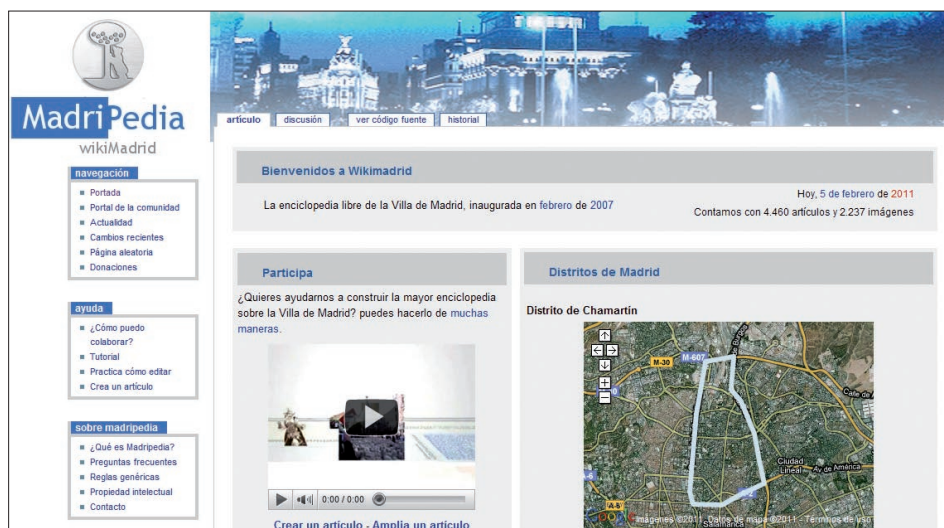 MadriPedia
wikiMadrid
navegación
Portada
Portal de la comunidad
Actualidad
Cambios recientes
Página aleatoria
Donaciones
ayuda
¿Cómo puedo
colaborar?
Tutorial
Practica cómo editar
Crea un artículo
sobre madripedia
¿Qué es Madripedia?
Preguntas frecuentes
Reglas genéricas
Propiedad intelectual
Contacto
artículo
discusión
ver código fuente
historial
Bienvenidos a Wikimadrid
La enciclopedia libre de la Villa de Madrid, inaugurada en febrero de 2007
Hoy, 5 de febrero de 2011
Contamos con 4.460 artículos y 2.237 imágenes
Participa
¿Quieres ayudarnos a construir la mayor enciclopedia
sobre la Villa de Madrid? puedes hacerlo de muchas
maneras.
0:00 / 0:00
Crear un artículo - Amplia un artículo
Distritos de Madrid
Distrito de Chamartín
M-30
M-607
de Burgos
Calle de
Ciudad
Lineal
Av de América
A-6
Salamanca
Imágenes ©2011, Datos de mapa ©2011 - Términos de uso